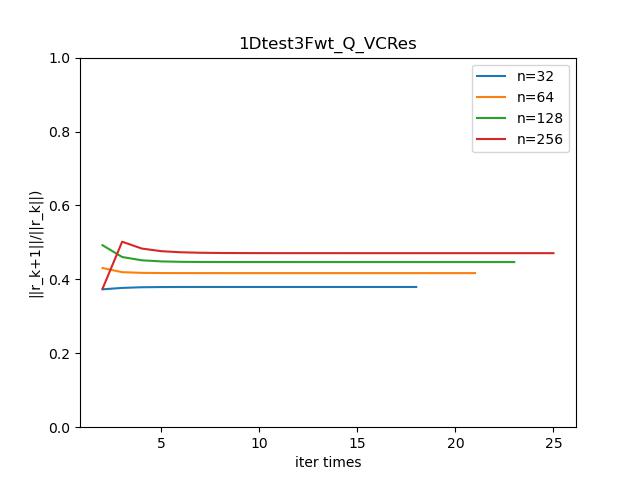 1Dtest3Fwt_Q_VCRes
1.0
0.8
0.6
0.4
0.2
0.0
||r_k+1||/||r_k||)
n=32
n=64
n=128
n=256
5
10
15
20
25
iter times